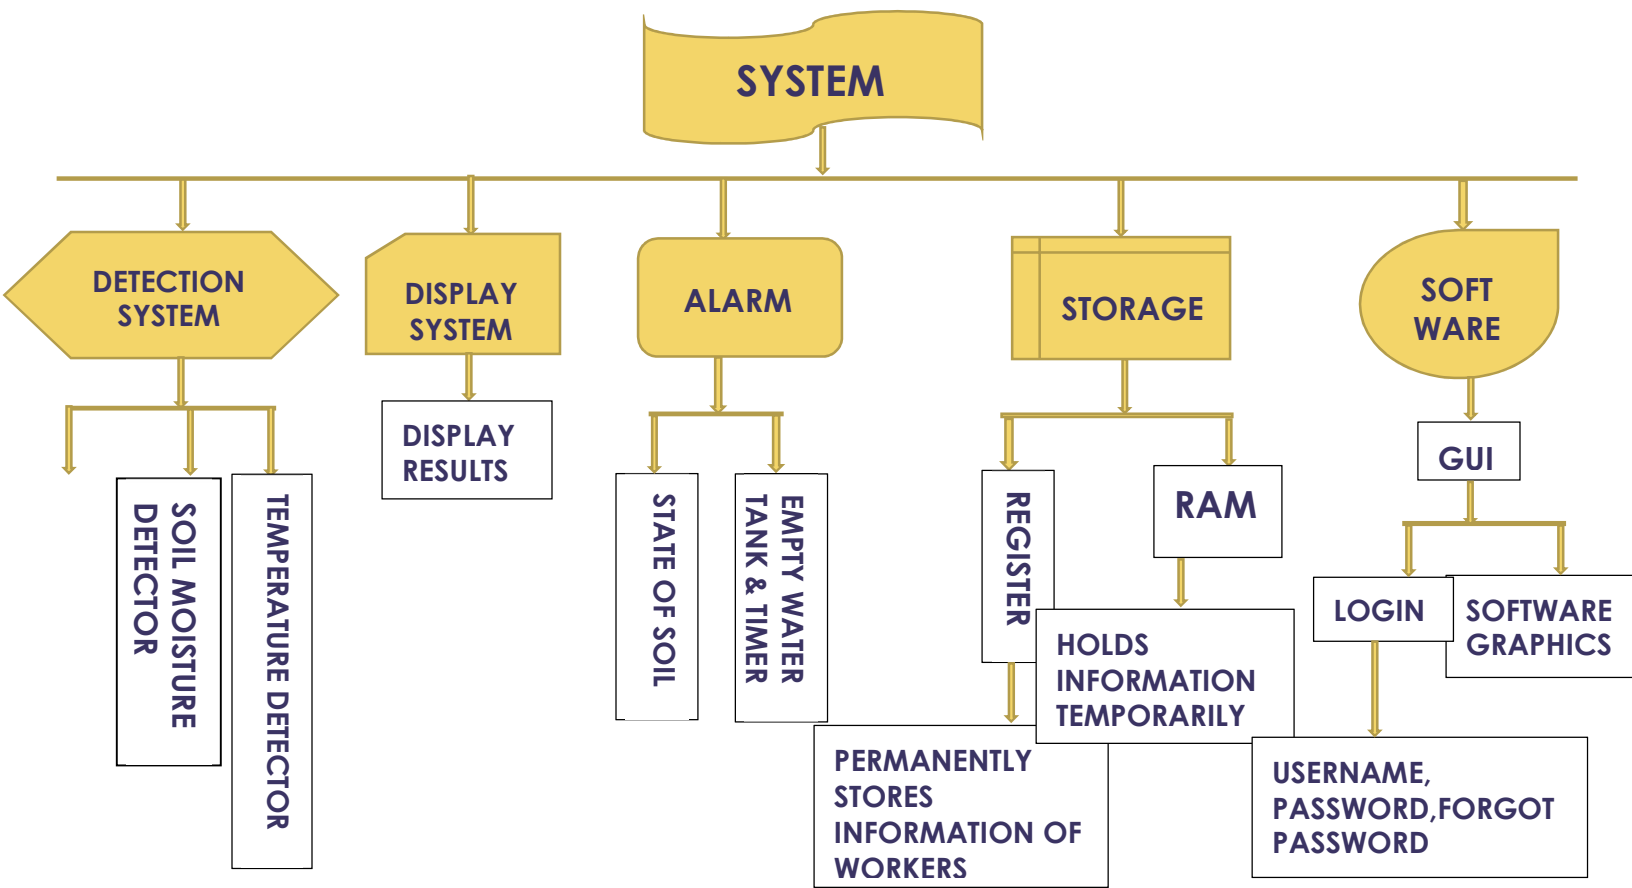 SYSTEM
DETECTION
SYSTEM
DISPLAY
SYSTEM
ALARM
STORAGE
SOFT
WARE
SOIL MOISTURE
DETECTOR
TEMPERATURE DETECTOR
DISPLAY
RESULTS
STATE OF SOIL
EMPTY WATER
TANK & TIMER
REGISTER
RAM
GUI
HOLDS
INFORMATION
TEMPORARILY
PERMANENTLY
STORES
INFORMATION OF
WORKERS
LOGIN
SOFTWARE
GRAPHICS
USERNAME,
PASSWORD,FORGOT
PASSWORD